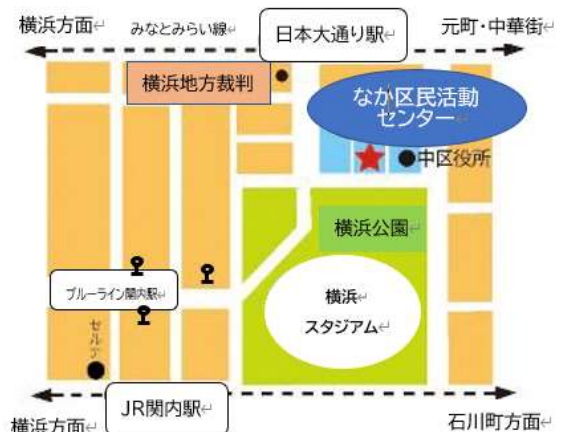 横浜方面
みなとみらい線
日本大通り駅
元町・中華街
横浜地方裁判
なか区民活動
センター
中区役所
横浜公園
横浜
スタジアム
ブルーライン関内駅
セルテ
JR関内駅
横浜方面
石川町方面